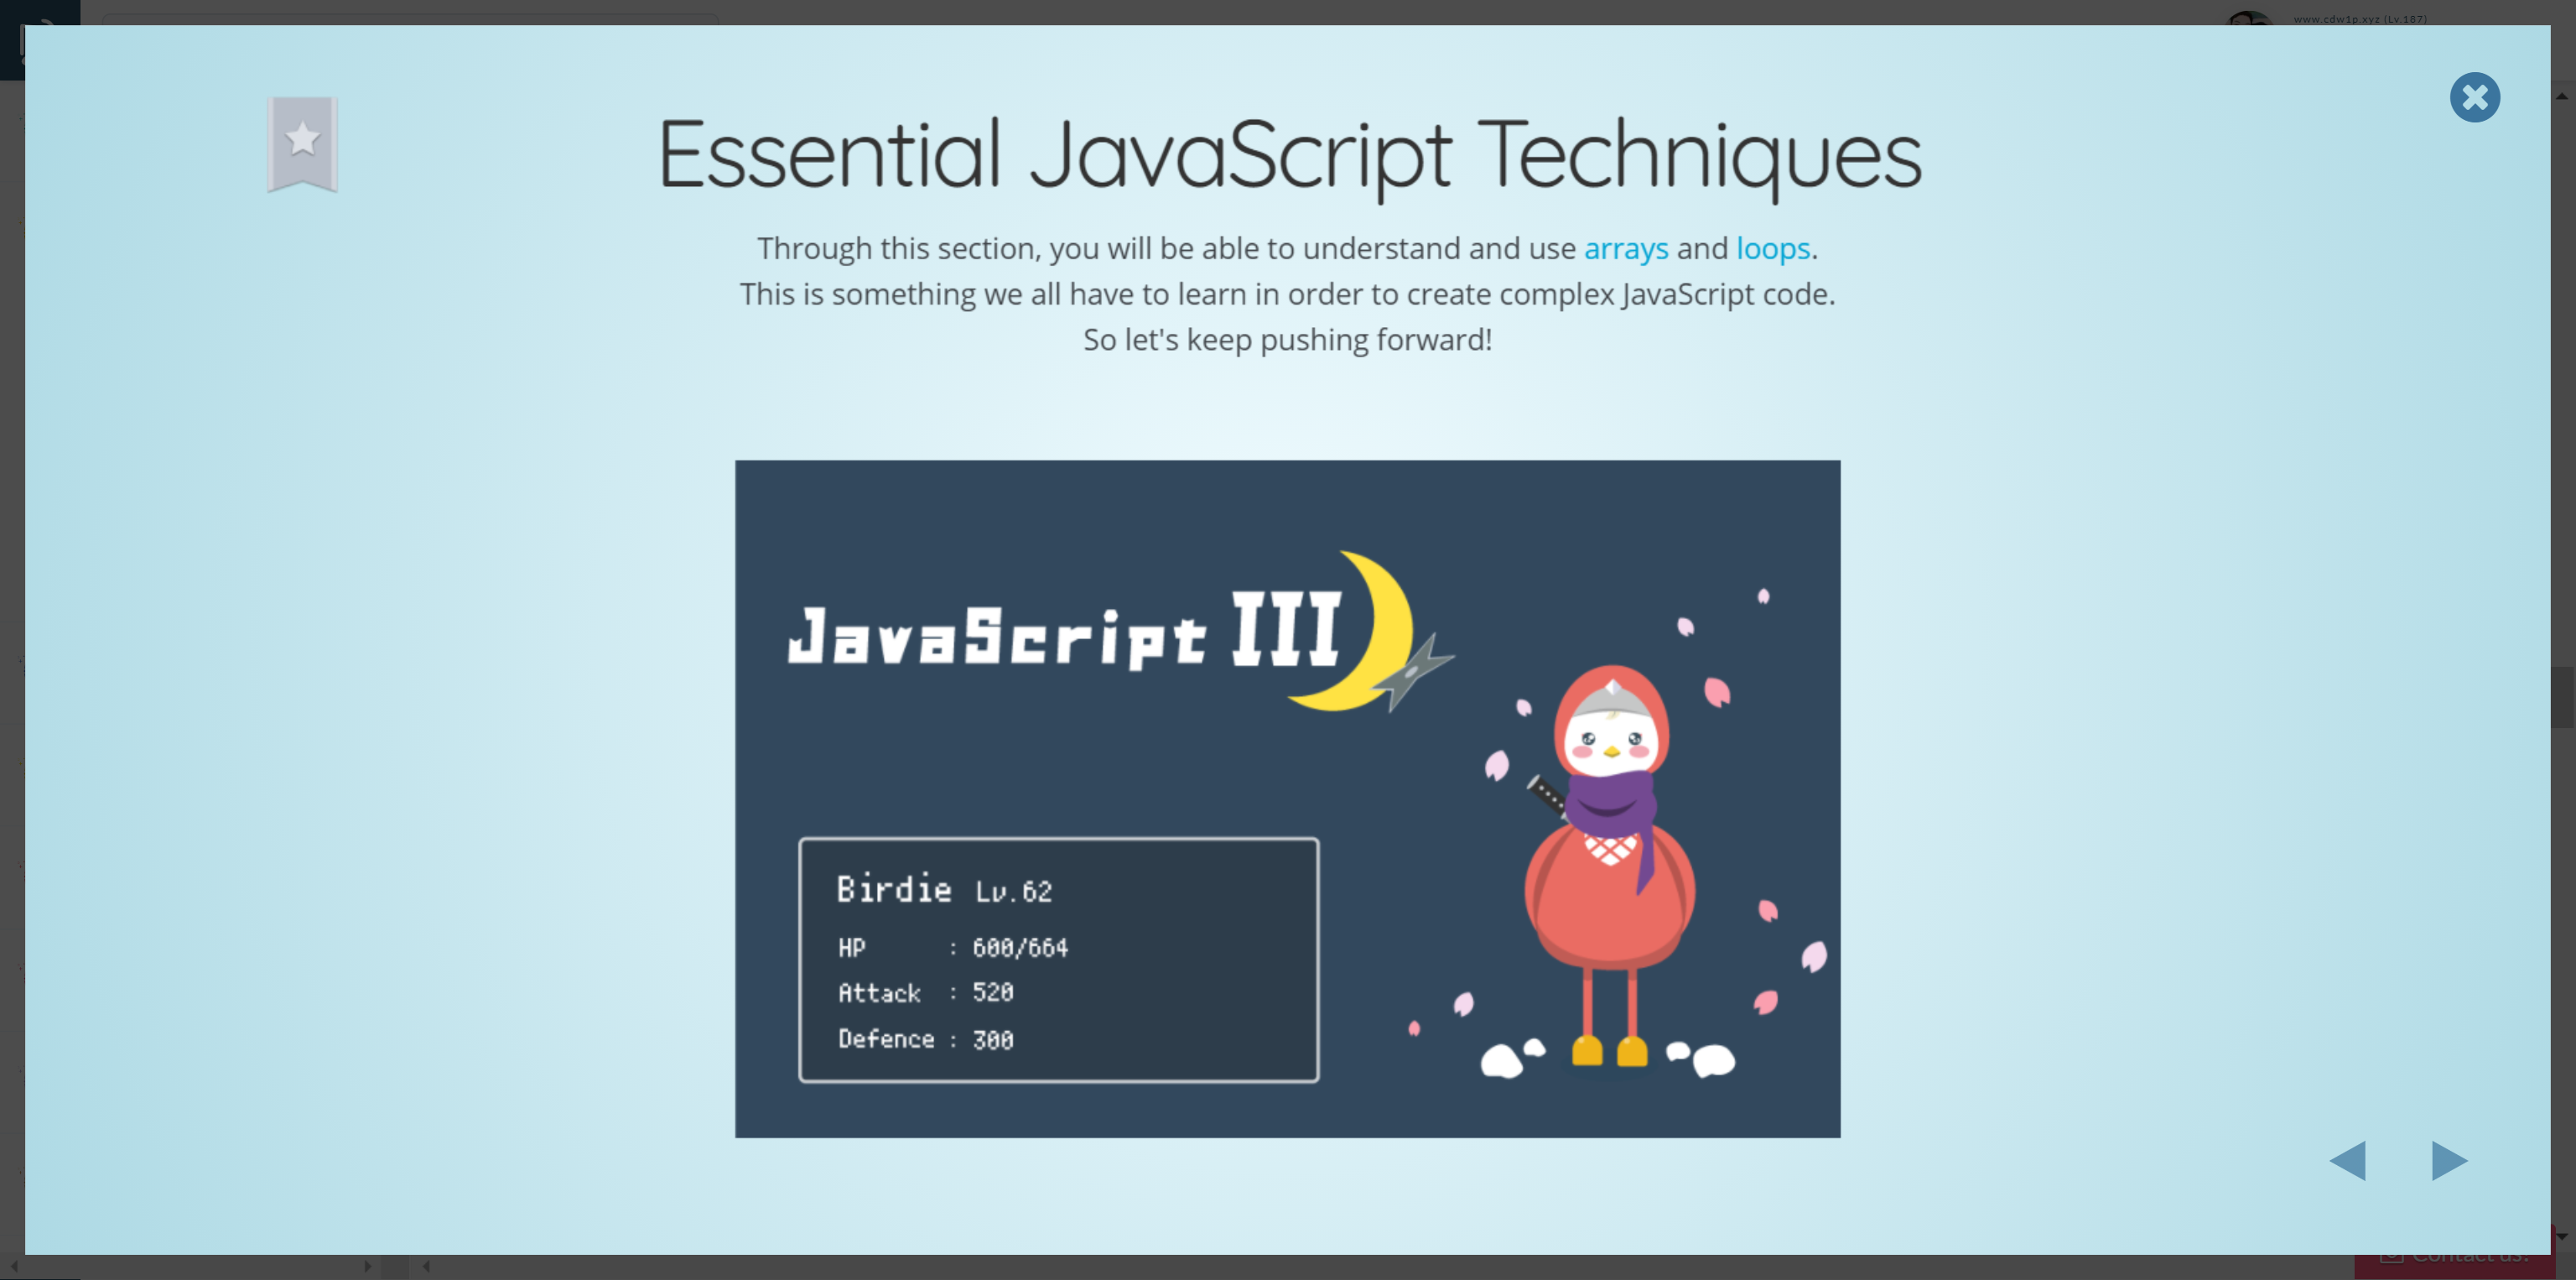 www.cdw1p.xyz (Lv.187)
Essential JavaScript Techniques
Through this section, you will be able to understand and use arrays and loops.
This is something we all have to learn in order to create complex JavaScript code.
So let's keep pushing forward!
JavaScript III
Birdie Lv.62
HP : 600/664
Attack : 520
Defence : 300
Contact us!